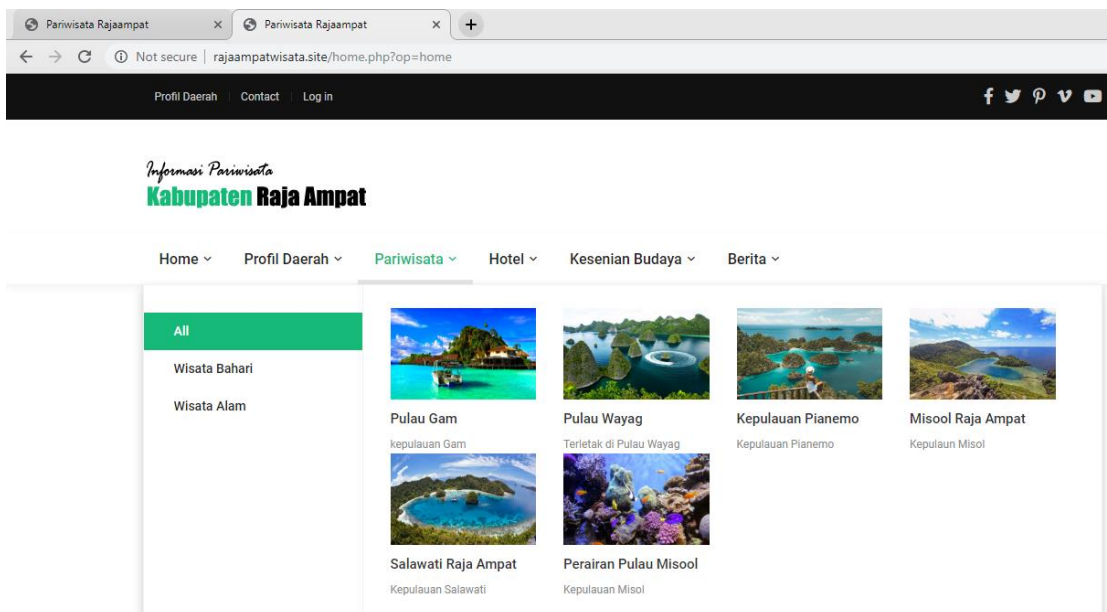 Pariwisata Rajaampat
Pariwisata Rajaampat
Not secure | rajaampatwisata.site/home.php?op=home
Profil Daerah | Contact | Log in
Informasi Pariwisata
Kabupaten Raja Ampat
Home Profil Daerah Pariwisata Hotel Kesenian Budaya Berita
All
Wisata Bahari
Wisata Alam
Pulau Gam
kepulauan Gam
Pulau Wayag
Terletak di Pulau Wayag
Kepulauan Pianemo
Kepulauan Pianemo
Misool Raja Ampat
Kepulaun Misol
Salawati Raja Ampat
Kepulauan Salawati
Perairan Pulau Misool
Kepulauan Misol